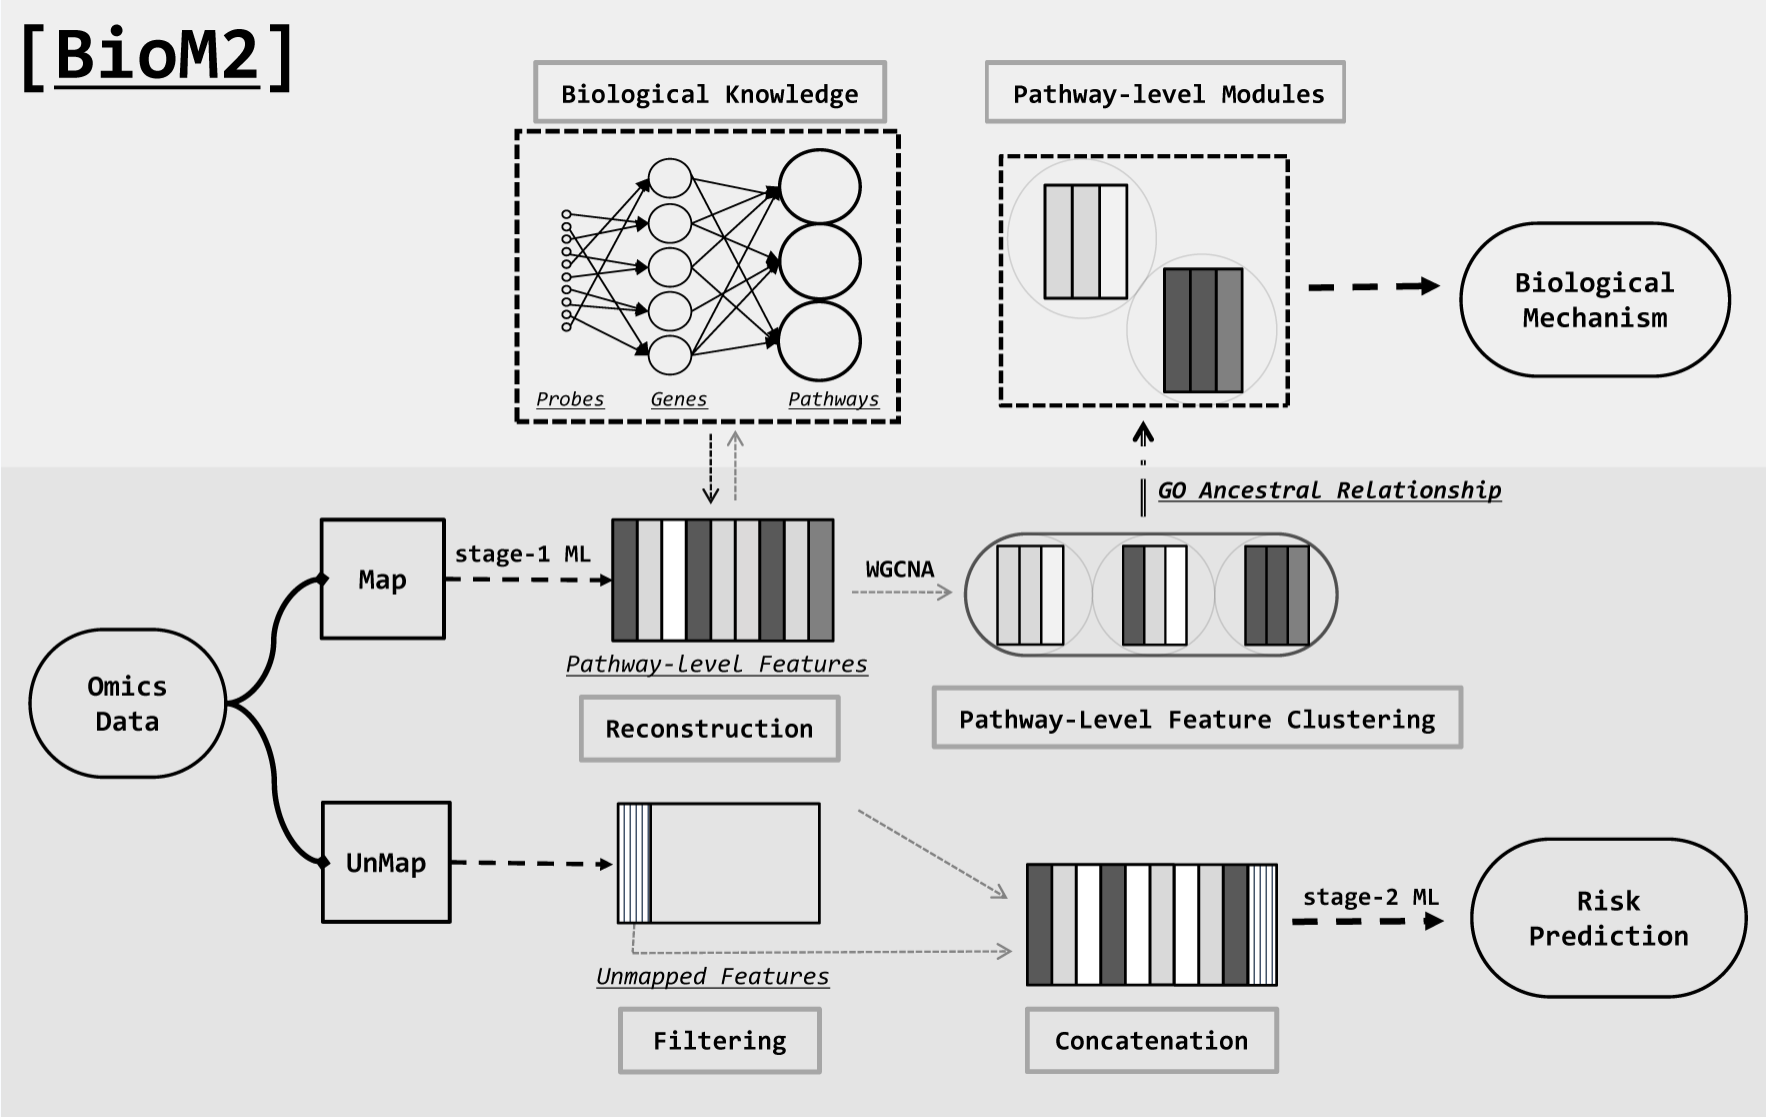 [BioM2]
Biological Knowledge
Pathway-level Modules
Probes
Genes
Pathways
Biological
Mechanism
GO Ancestral Relationship
Map
stage-1 ML
WGCNA
Pathway-level Features
Reconstruction
Pathway-Level Feature Clustering
Omics
Data
UnMap
Unmapped Features
Filtering
Concatenation
stage-2 ML
Risk
Prediction